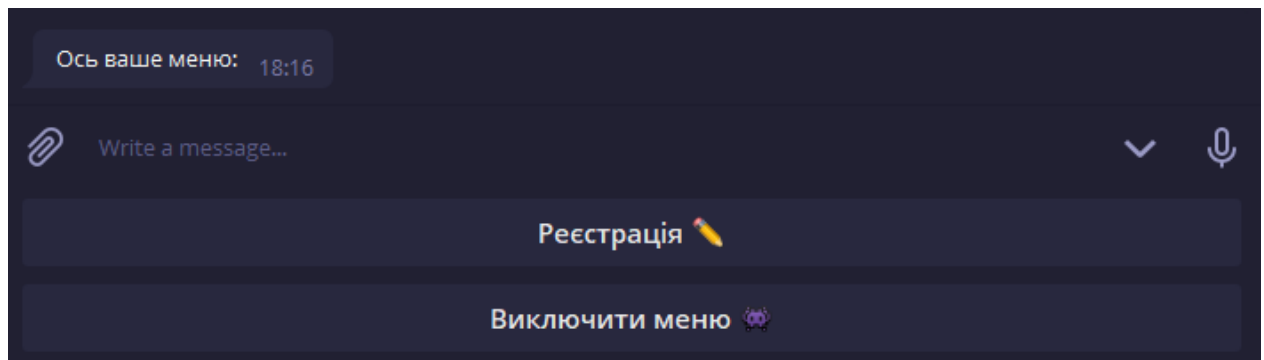 Ось ваше меню: 18:16
Write a message...
Реєстрація ✏️
Виключити меню 👾